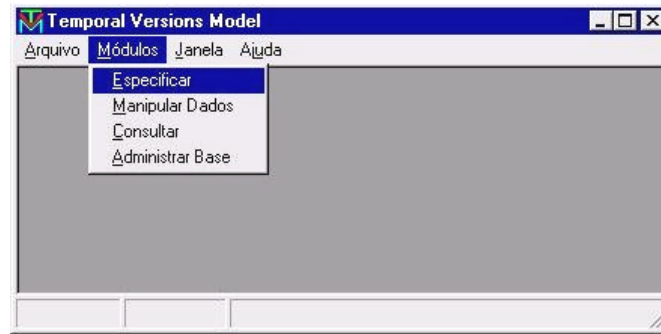 Temporal Versions Model
Arquivo Módulos Janela Ajuda
Especificar
Manipular Dados
Consultar
Administrar Base